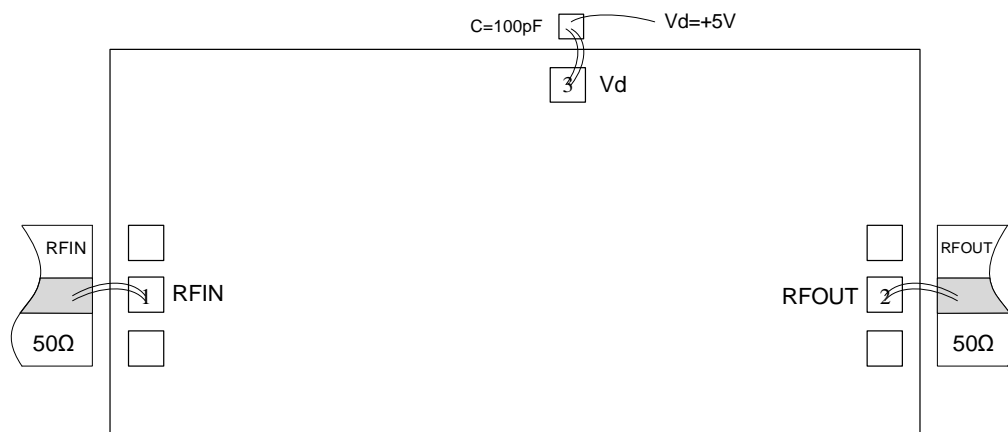 C=100pF
Vd=+5V
3
Vd
RFIN
RFOUT
1
RFIN
RFOUT
2
50Ω
50Ω